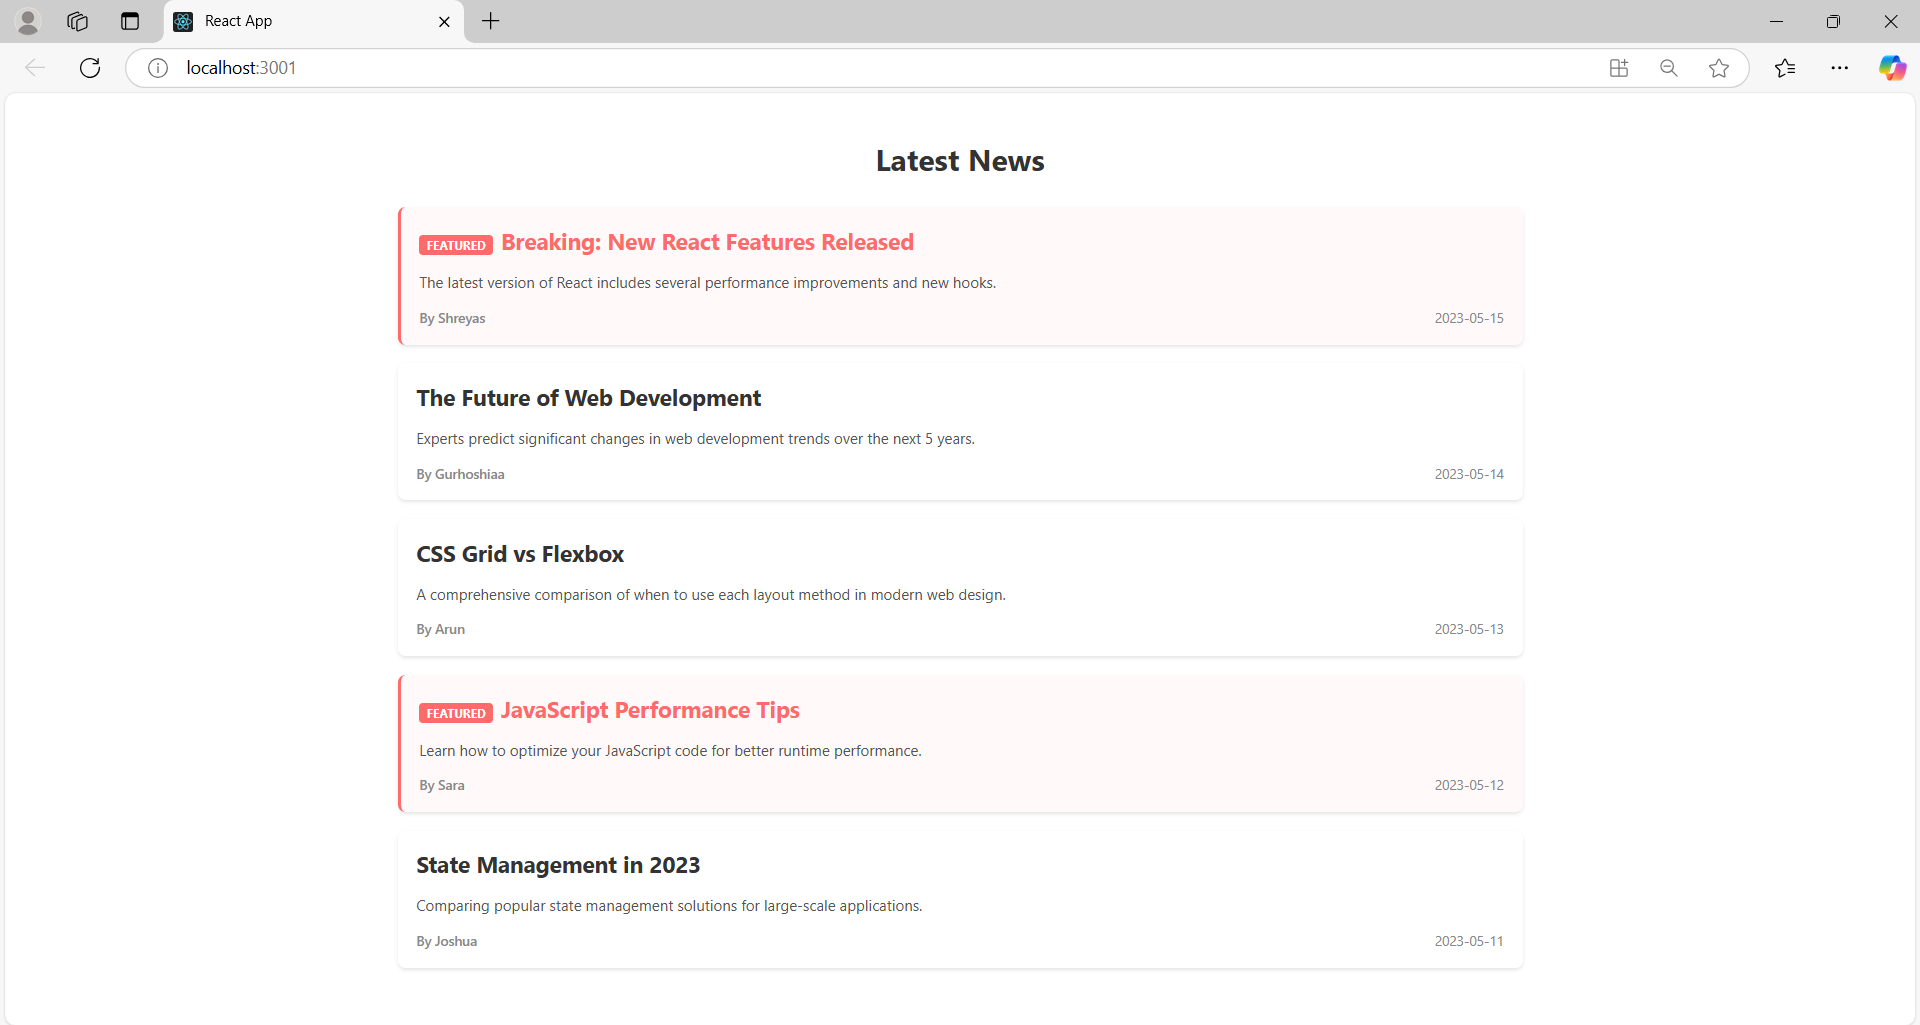 React App
localhost:3001
Latest News
FEATURED Breaking: New React Features Released
The latest version of React includes several performance improvements and new hooks.
By Shreyas 2023-05-15
The Future of Web Development
Experts predict significant changes in web development trends over the next 5 years.
By Gurhoshiaa 2023-05-14
CSS Grid vs Flexbox
A comprehensive comparison of when to use each layout method in modern web design.
By Arun 2023-05-13
FEATURED JavaScript Performance Tips
Learn how to optimize your JavaScript code for better runtime performance.
By Sara 2023-05-12
State Management in 2023
Comparing popular state management solutions for large-scale applications.
By Joshua 2023-05-11